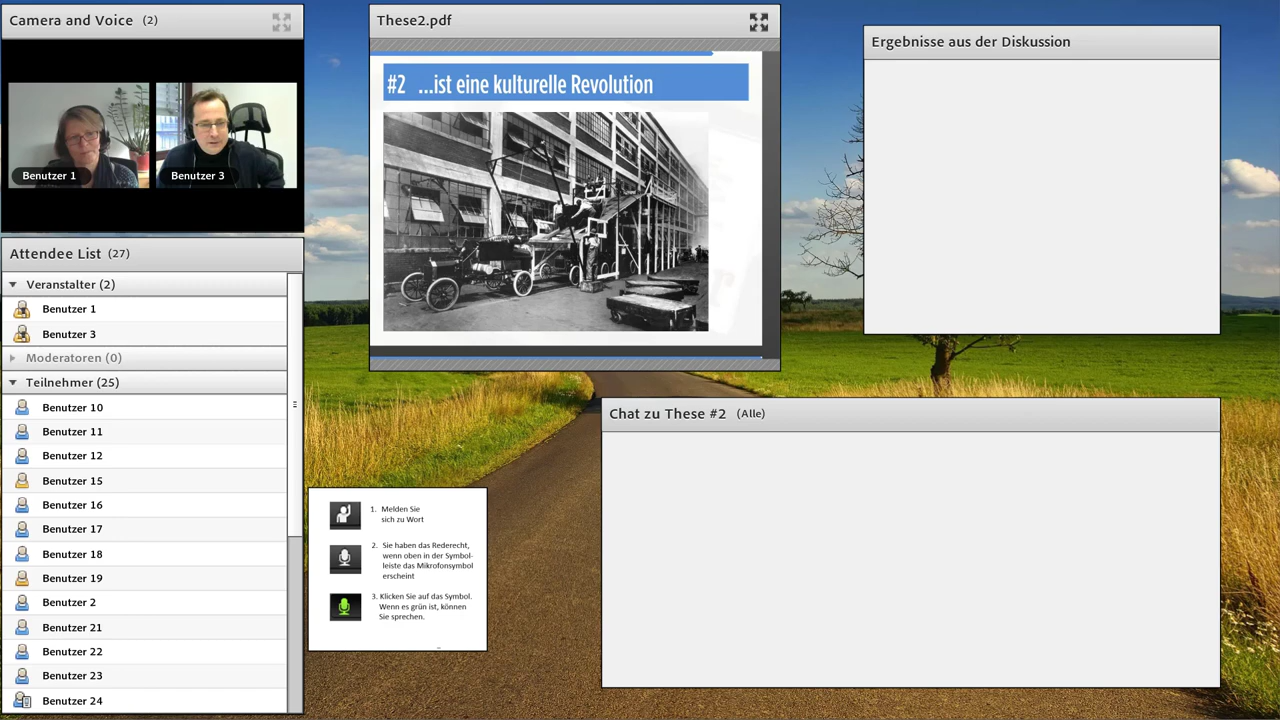 Camera and Voice (2)
Benutzer 1
Benutzer 3
Attendee List (27)
Veranstalter (2)
Benutzer 1
Benutzer 3
Moderatoren (0)
Teilnehmer (25)
Benutzer 10
Benutzer 11
Benutzer 12
Benutzer 15
Benutzer 16
Benutzer 17
Benutzer 18
Benutzer 19
Benutzer 2
Benutzer 21
Benutzer 22
Benutzer 23
Benutzer 24
These2.pdf
#2 ...ist eine kulturelle Revolution
1. Melden Sie
sich zu Wort
2. Sie haben das Rederecht,
wenn oben in der Symbol-
leiste das Mikrofonsymbol
erscheint
3. Klicken Sie auf das Symbol.
Wenn es grün ist, können
Sie sprechen.
Ergebnisse aus der Diskussion
Chat zu These #2 (Alle)